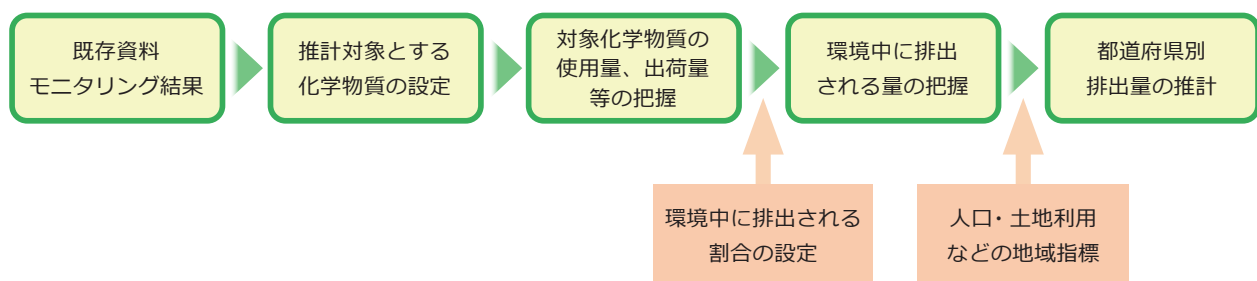 既存資料
モニタリング結果
推計対象とする
化学物質の設定
対象化学物質の
使用量、出荷量
等の把握
環境中に排出
される量の把握
都道府県別
排出量の推計
環境中に排出される
割合の設定
人口・土地利用
などの地域指標